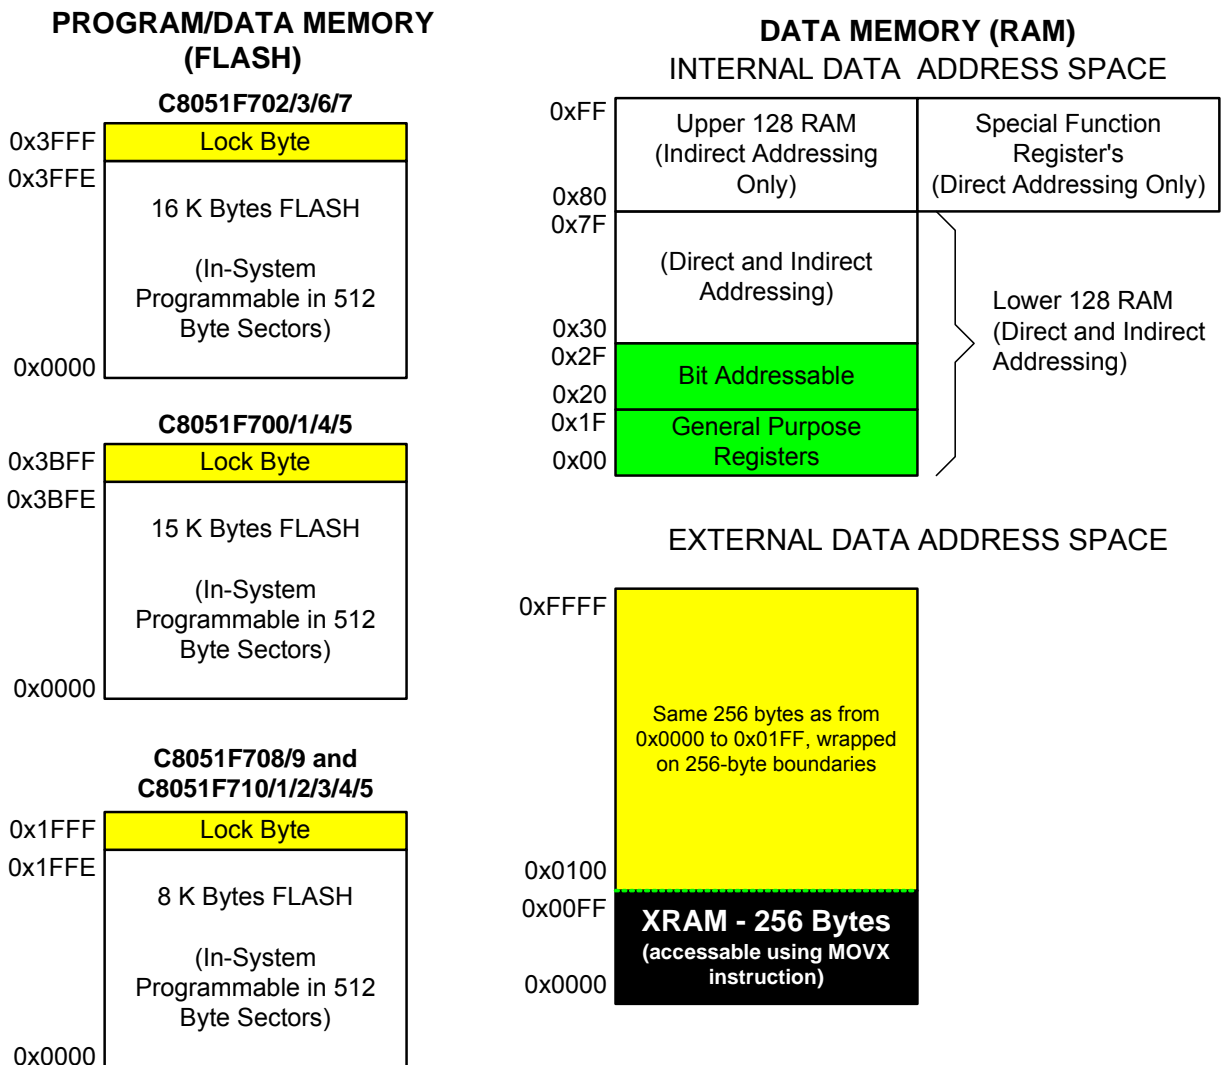 PROGRAM/DATA MEMORY
(FLASH)
C8051F702/3/6/7
0x3FFF
Lock Byte
0x3FFE
16 K Bytes FLASH
(In-System
Programmable in 512
Byte Sectors)
0x0000
C8051F700/1/4/5
0x3BFF
Lock Byte
0x3BFE
15 K Bytes FLASH
(In-System
Programmable in 512
Byte Sectors)
0x0000
C8051F708/9 and
C8051F710/1/2/3/4/5
0x1FFF
Lock Byte
0x1FFE
8 K Bytes FLASH
(In-System
Programmable in 512
Byte Sectors)
0x0000
DATA MEMORY (RAM)
INTERNAL DATA ADDRESS SPACE
0xFF
Upper 128 RAM
(Indirect Addressing
Only)
Special Function
Register's
(Direct Addressing Only)
0x80
0x7F
(Direct and Indirect
Addressing)
0x30
0x2F
Bit Addressable
0x20
0x1F
General Purpose
Registers
0x00
Lower 128 RAM
(Direct and Indirect
Addressing)
EXTERNAL DATA ADDRESS SPACE
0xFFFF
Same 256 bytes as from
0x0000 to 0x01FF, wrapped
on 256-byte boundaries
0x0100
0x00FF
XRAM - 256 Bytes
(accessable using MOVX
instruction)
0x0000